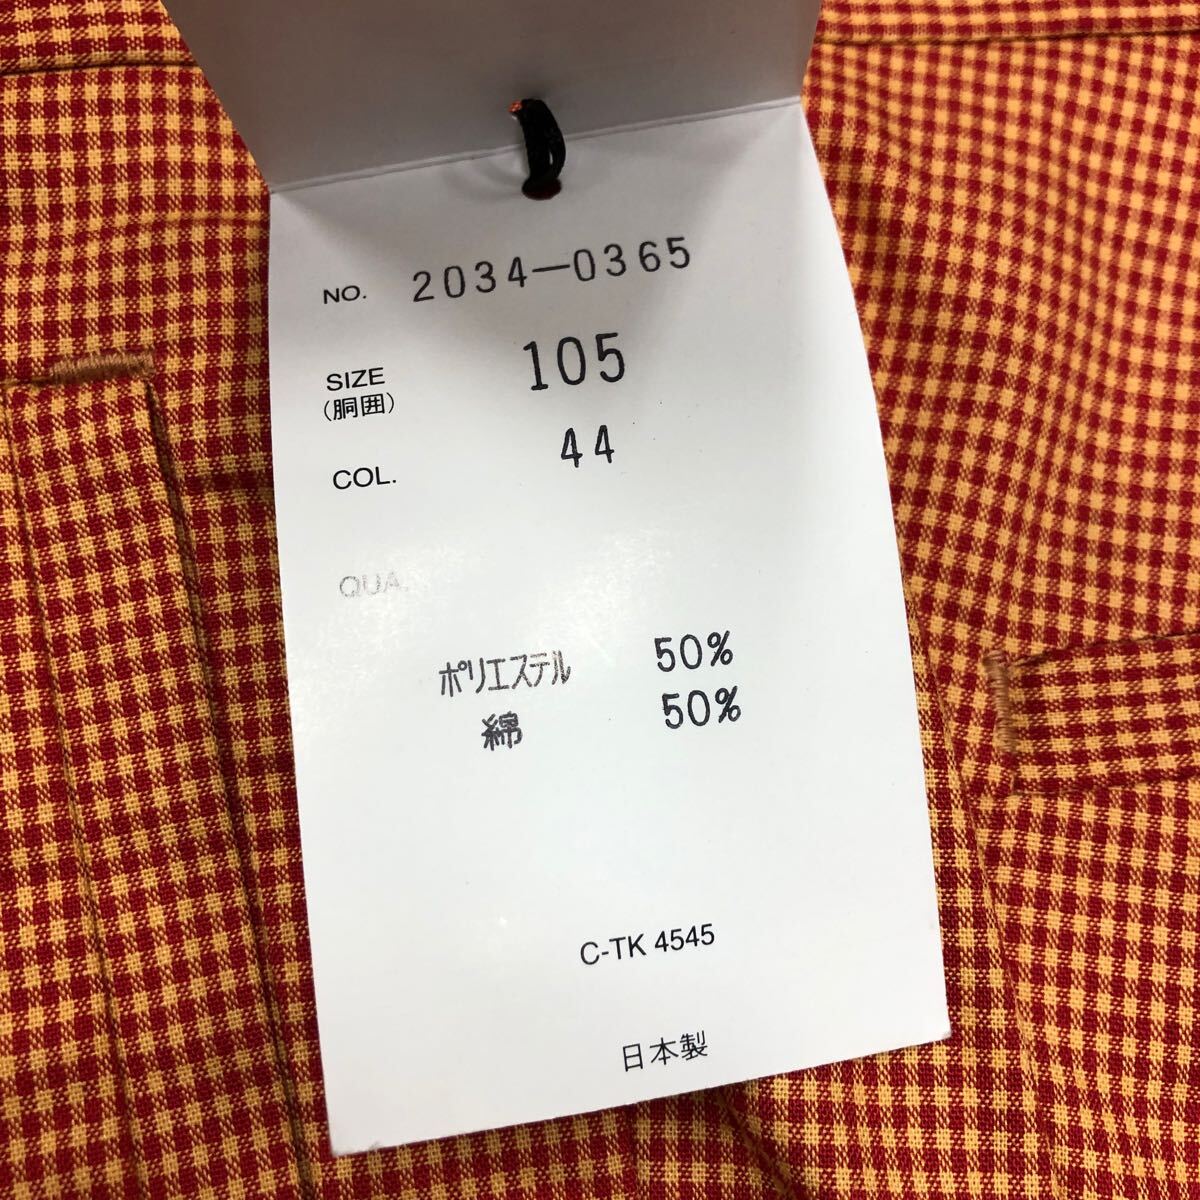 NO. 2034-0365
SIZE 105
(胴囲)
COL. 44
QUA.
ポリエステル 50%
綿 50%
C-TK 4545
日本製